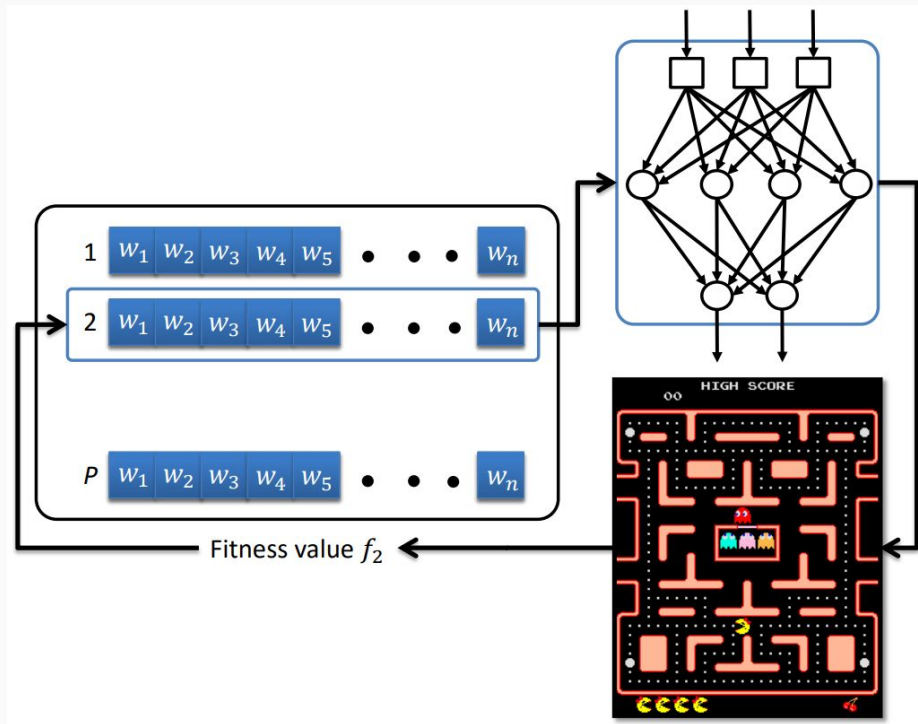 1 w₁ w₂ w₃ w₄ w₅ • • • wₙ
2 w₁ w₂ w₃ w₄ w₅ • • • wₙ
P w₁ w₂ w₃ w₄ w₅ • • • wₙ
Fitness value f₂
HIGH SCORE
00